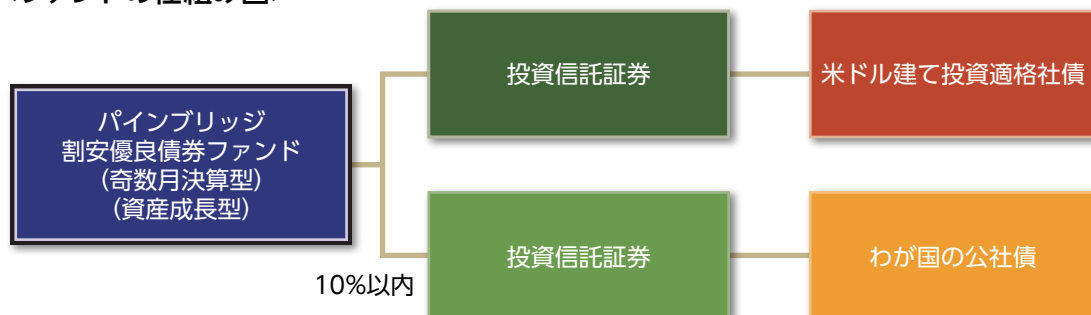 パインブリッジ
割安優良債券ファンド
(奇数月決算型)
(資産成長型)
投資信託証券
米ドル建て投資適格社債
10%以内
投資信託証券
わが国の公社債